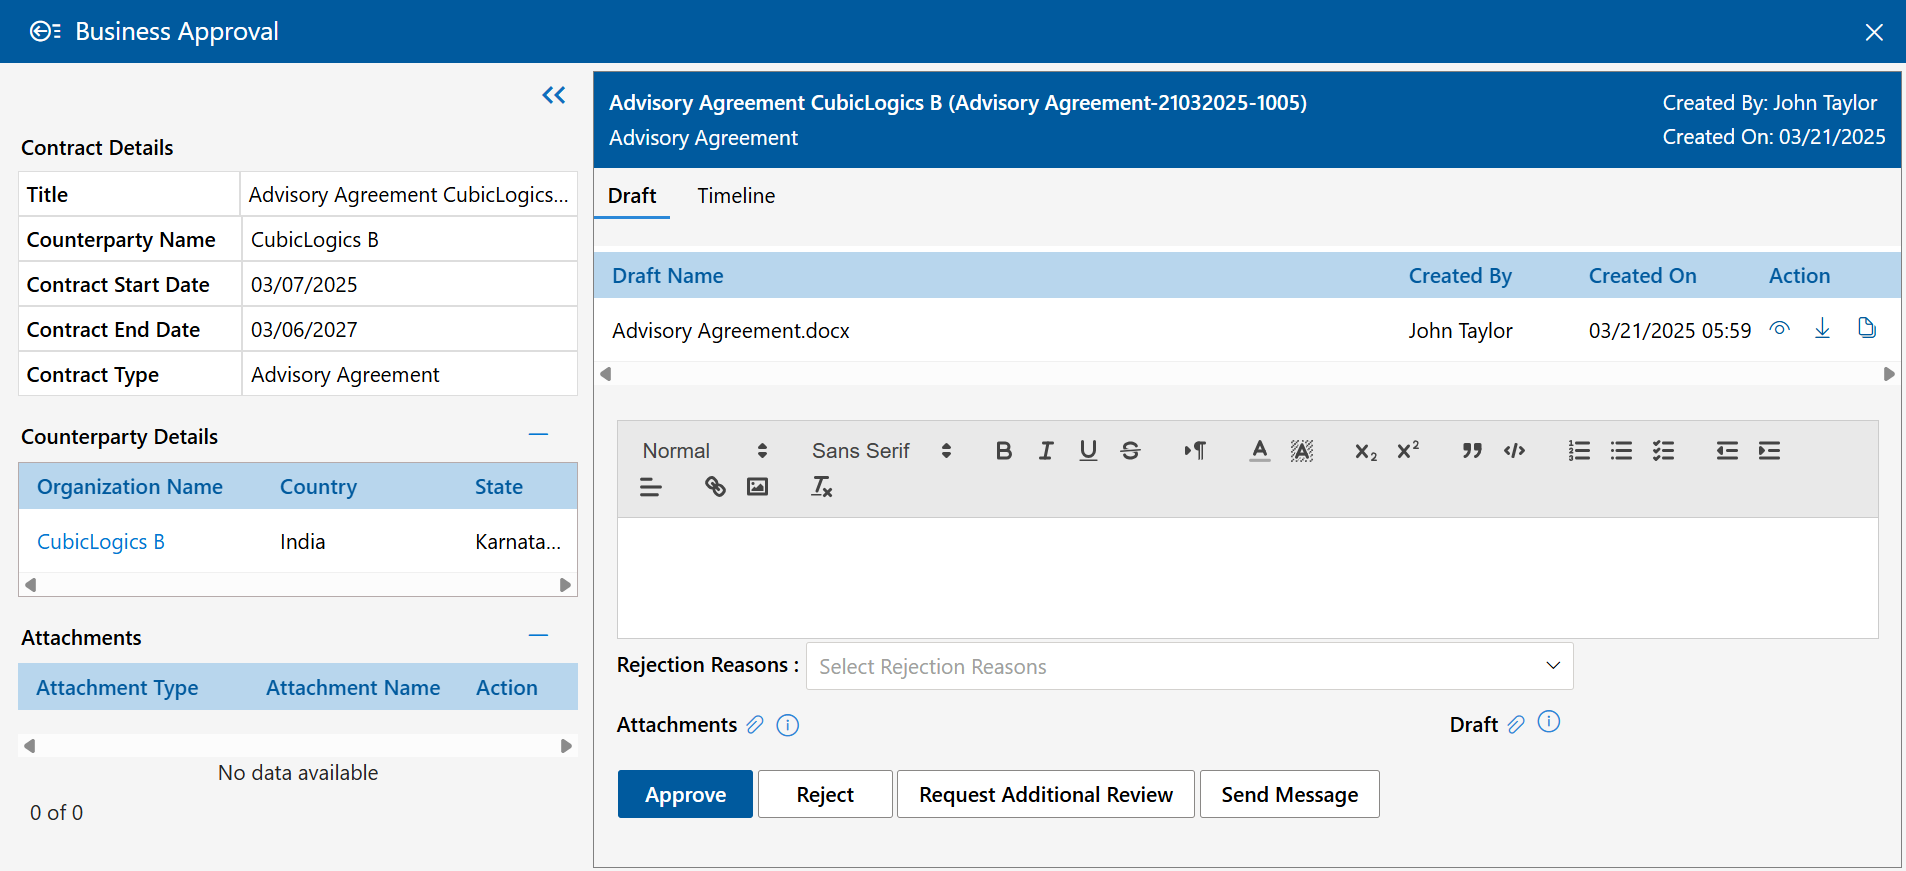 Business Approval
Contract Details
Title Advisory Agreement CubicLogics...
Counterparty Name CubicLogics B
Contract Start Date 03/07/2025
Contract End Date 03/06/2027
Contract Type Advisory Agreement
Counterparty Details
Organization Name Country State
CubicLogics B India Karnata...
Attachments
Attachment Type Attachment Name Action
No data available
0 of 0
Advisory Agreement CubicLogics B (Advisory Agreement-21032025-1005)
Advisory Agreement
Created By: John Taylor
Created On: 03/21/2025
Draft Timeline
Draft Name Created By Created On Action
Advisory Agreement.docx John Taylor 03/21/2025 05:59
Normal Sans Serif
Rejection Reasons : Select Rejection Reasons
Attachments Draft
Approve Reject Request Additional Review Send Message